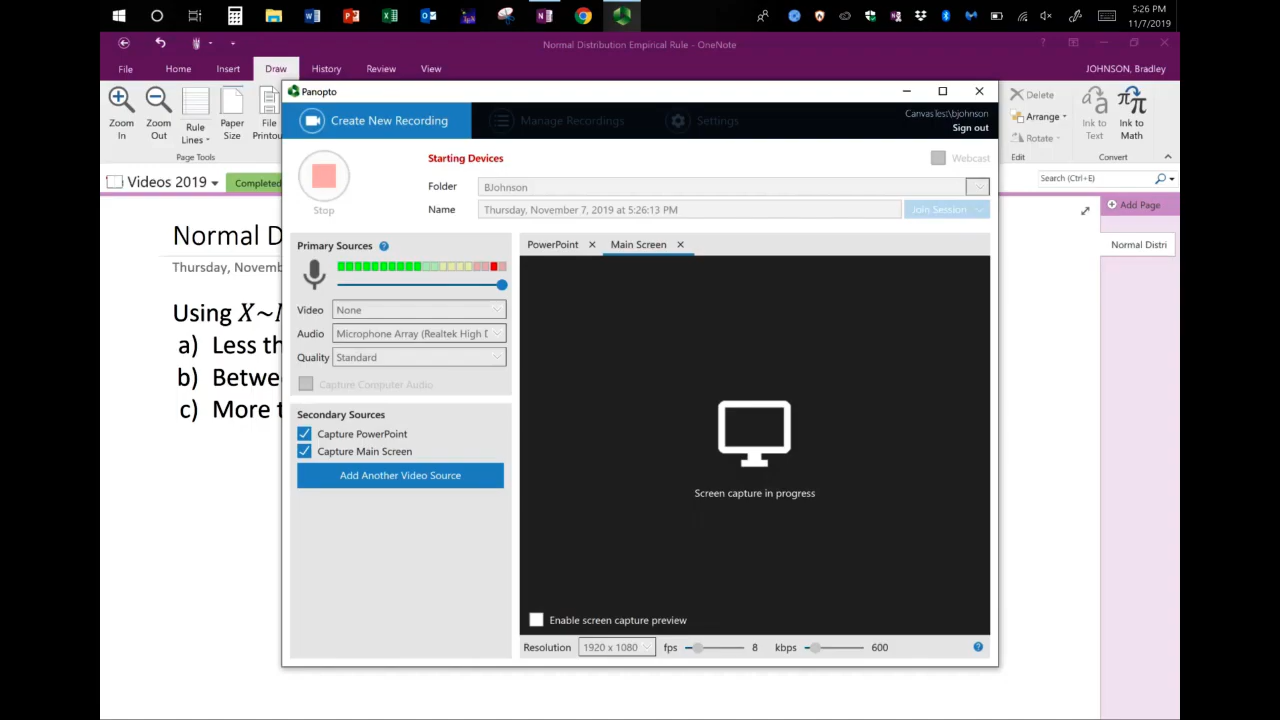 5:26 PM
11/7/2019
Normal Distribution Empirical Rule - OneNote
File Home Insert Draw History Review View
JOHNSON, Bradley
Zoom In
Zoom Out
Rule Lines
Paper Size
File
Page Tools
Delete
Arrange
Rotate
Edit
Ink to Text
Ink to Math
Convert
Videos 2019
Completed
Search (Ctrl+E)
Add Page
Normal Distri
Normal D
Thursday, Novemb
Using X~
a) Less th
b) Betwe
c) More t
Panopto
Create New Recording
Manage Recordings
Settings
CanvasTest\bjohnson
Sign out
Stop
Starting Devices
Webcast
Folder BJohnson
Name Thursday, November 7, 2019 at 5:26:13 PM Join Session
Primary Sources
Video None
Audio Microphone Array (Realtek High D
Quality Standard
Capture Computer Audio
Secondary Sources
Capture PowerPoint
Capture Main Screen
Add Another Video Source
PowerPoint Main Screen
Screen capture in progress
Enable screen capture preview
Resolution 1920 x 1080 fps 8 kbps 600